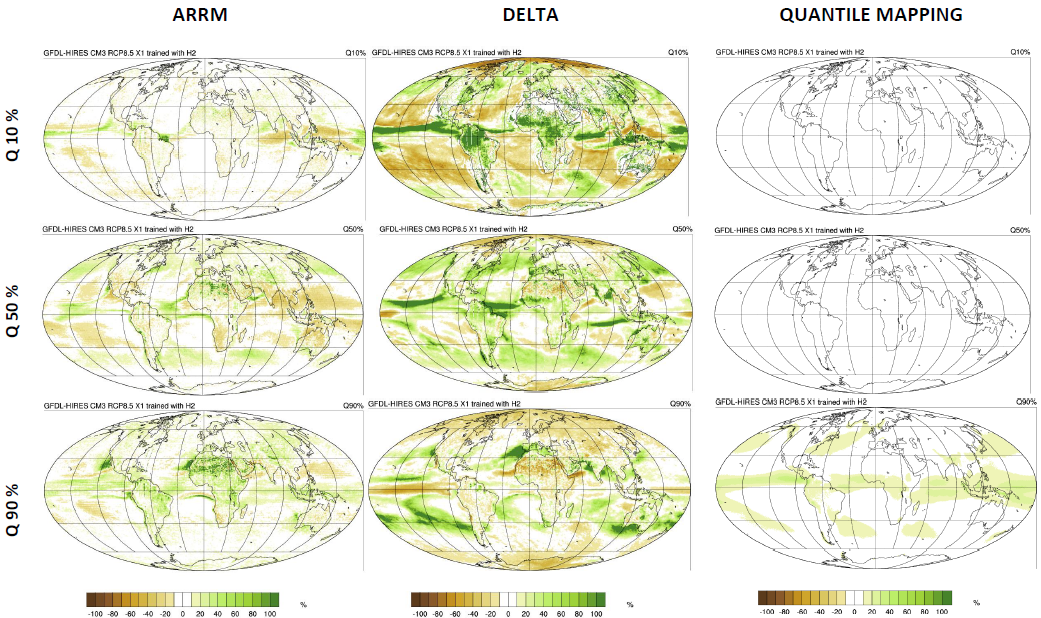 ARRM DELTA QUANTILE MAPPING
GFDL-HIRES CM3 RCP8.5 X1 trained with H2 Q10% GFDL-HIRES CM3 RCP8.5 X1 trained with H2 Q10% GFDL-HIRES CM3 RCP8.5 X1 trained with H2 Q10%
Q 10 %
GFDL-HIRES CM3 RCP8.5 X1 trained with H2 Q50% GFDL-HIRES CM3 RCP8.5 X1 trained with H2 Q50% GFDL-HIRES CM3 RCP8.5 X1 trained with H2 Q50%
Q 50 %
GFDL-HIRES CM3 RCP8.5 X1 trained with H2 Q90% GFDL-HIRES CM3 RCP8.5 X1 trained with H2 Q90% GFDL-HIRES CM3 RCP8.5 X1 trained with H2 Q90%
Q 90 %
-100 -80 -60 -40 -20 0 20 40 60 80 100 % -100 -80 -60 -40 -20 0 20 40 60 80 100 % -100 -80 -60 -40 -20 0 20 40 60 80 100 %